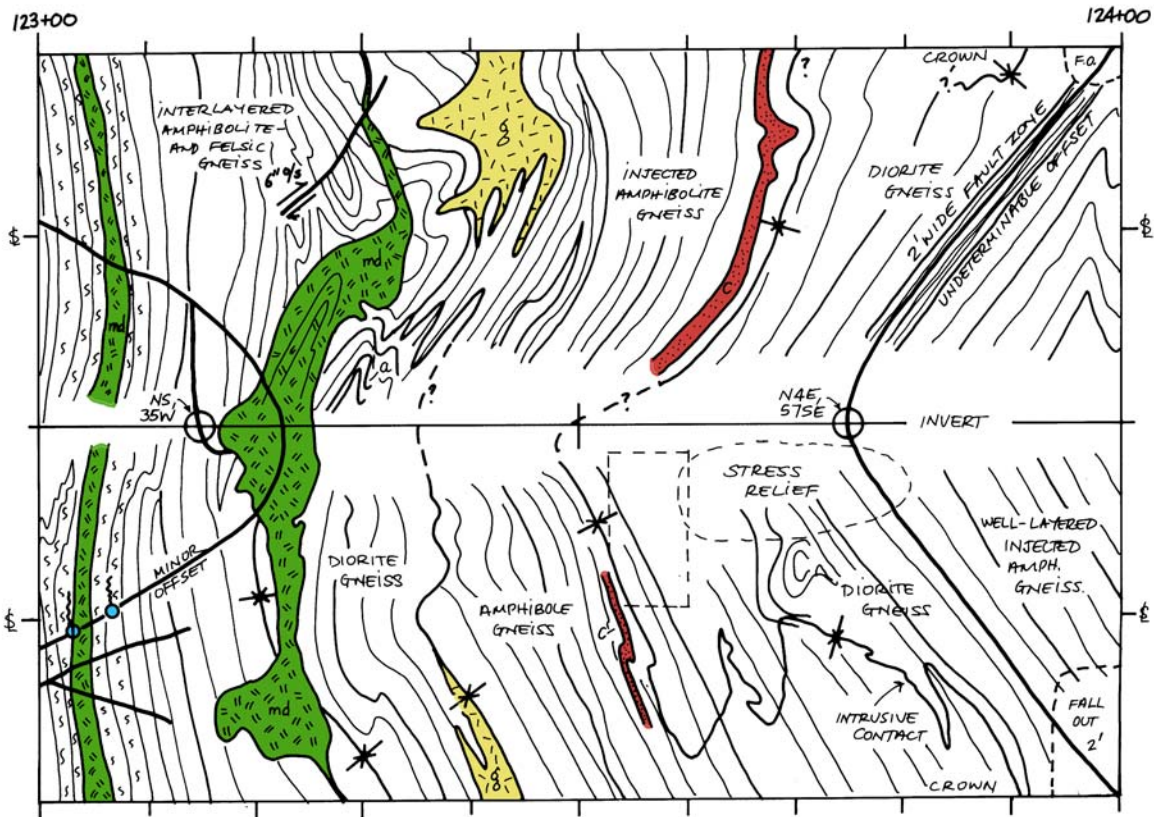 123+00
124+00
CROWN
?
?
F.O.
INTERLAYERED
AMPHIBOLITE-
AND FELSIC
GNEISS
6" O/S
g
INJECTED
AMPHIBOLITE
GNEISS
DIORITE
GNEISS
2' WIDE FAULT ZONE
UNDETERMINABLE OFFSET
℄
℄
md
md
c
a
?
?
N5,
35W
N4E,
57SE
INVERT
STRESS
RELIEF
WELL-LAYERED
INJECTED
AMPH.
GNEISS.
MINOR
OFFSET
DIORITE
GNEISS
AMPHIBOLE
GNEISS
DIORITE
GNEISS
℄
℄
c
md
g
INTRUSIVE
CONTACT
FALL
OUT
2'
CROWN